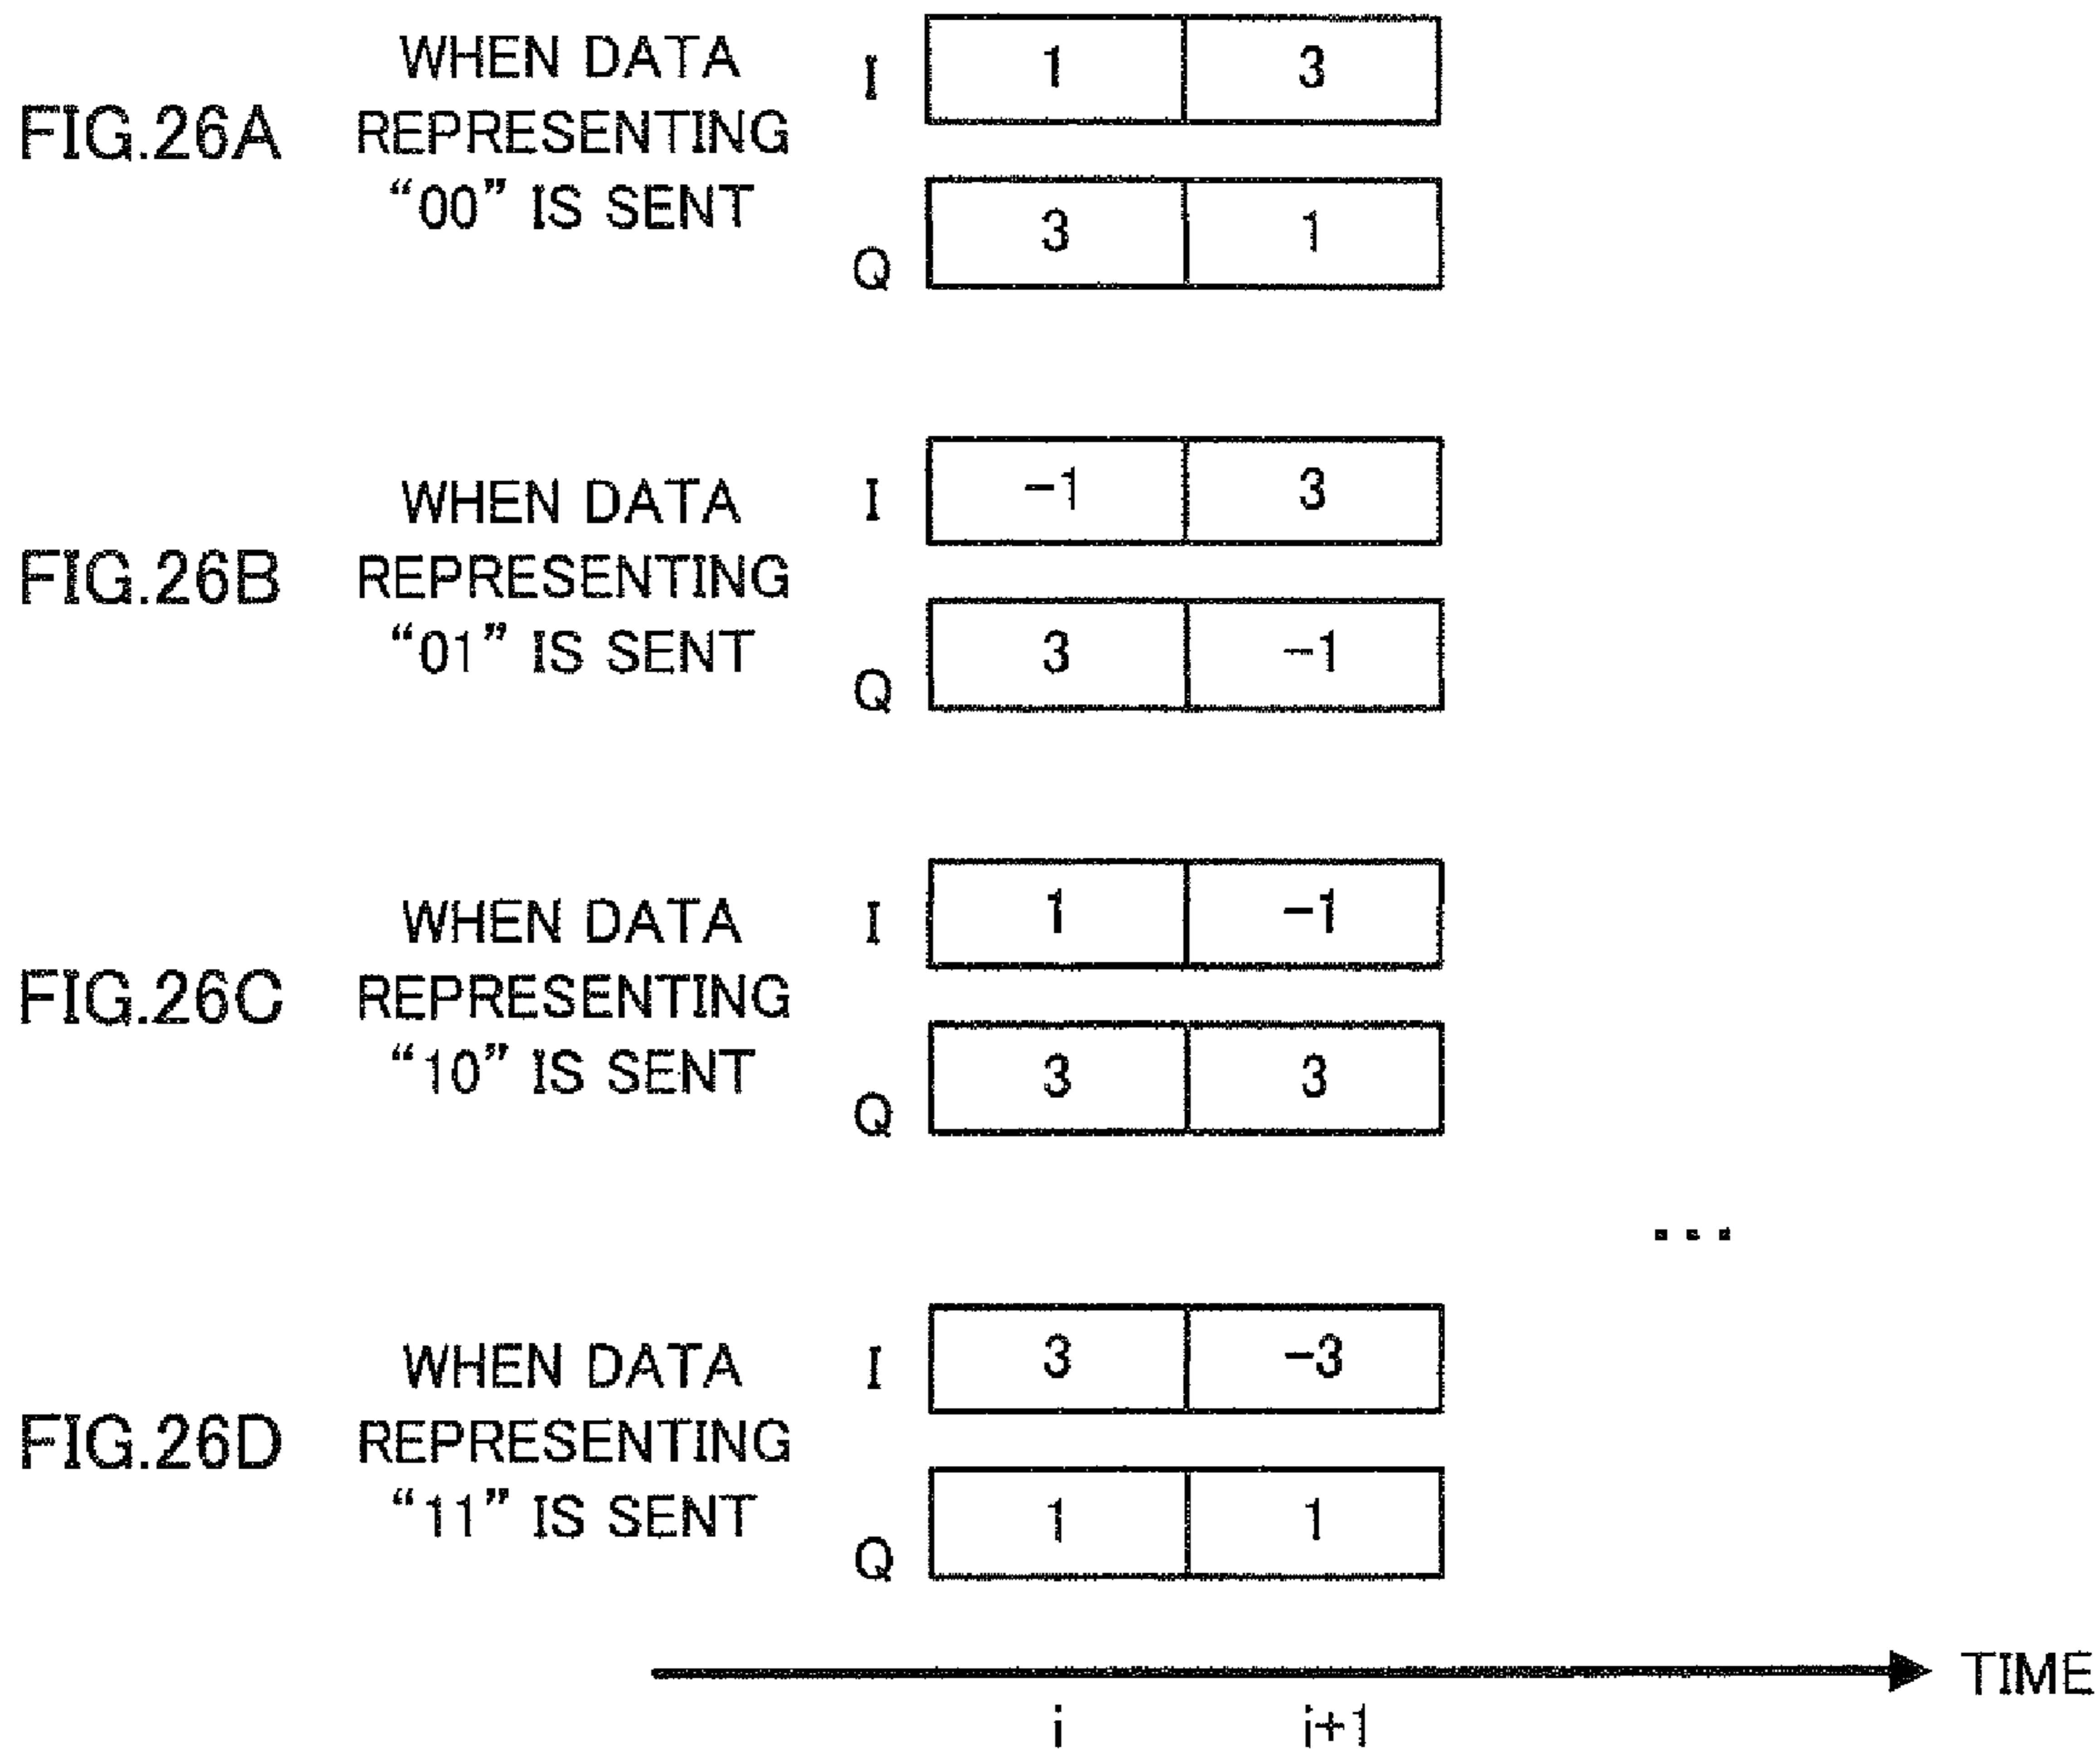 FIG.26A
WHEN DATA
REPRESENTING
“00” IS SENT
I 1 3
Q 3 1
FIG.26B
WHEN DATA
REPRESENTING
“01” IS SENT
I -1 3
Q 3 -1
FIG.26C
WHEN DATA
REPRESENTING
“10” IS SENT
I 1 -1
Q 3 3
...
FIG.26D
WHEN DATA
REPRESENTING
“11” IS SENT
I 3 -3
Q 1 1
TIME
i i+1